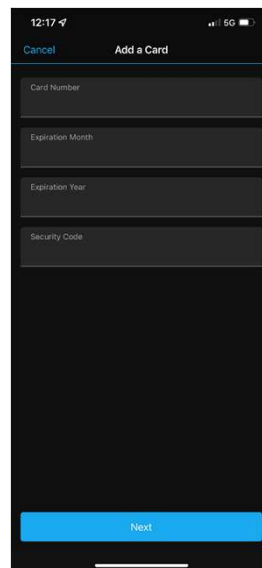 12:17 5G
Cancel Add a Card
Card Number
Expiration Month
Expiration Year
Security Code
Next